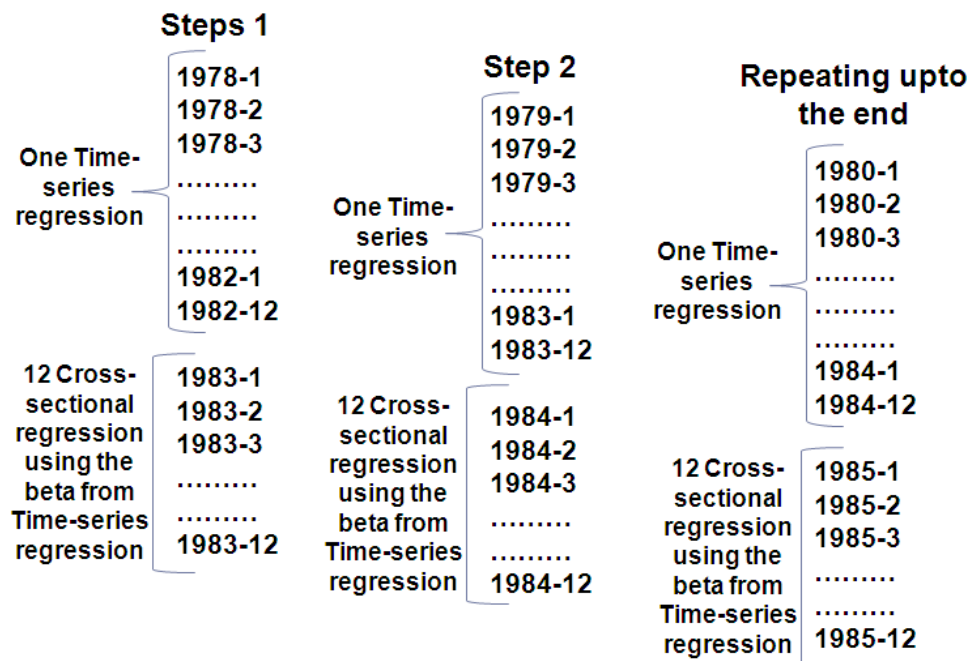 Steps 1
One Time-
series
regression
1978-1
1978-2
1978-3
.........
.........
.........
1982-1
1982-12
12 Cross-
sectional
regression
using the
beta from
Time-series
regression
1983-1
1983-2
1983-3
.........
.........
1983-12
Step 2
One Time-
series
regression
1979-1
1979-2
1979-3
.........
.........
.........
1983-1
1983-12
12 Cross-
sectional
regression
using the
beta from
Time-series
regression
1984-1
1984-2
1984-3
.........
.........
1984-12
Repeating upto
the end
One Time-
series
regression
1980-1
1980-2
1980-3
.........
.........
.........
1984-1
1984-12
12 Cross-
sectional
regression
using the
beta from
Time-series
regression
1985-1
1985-2
1985-3
.........
.........
1985-12